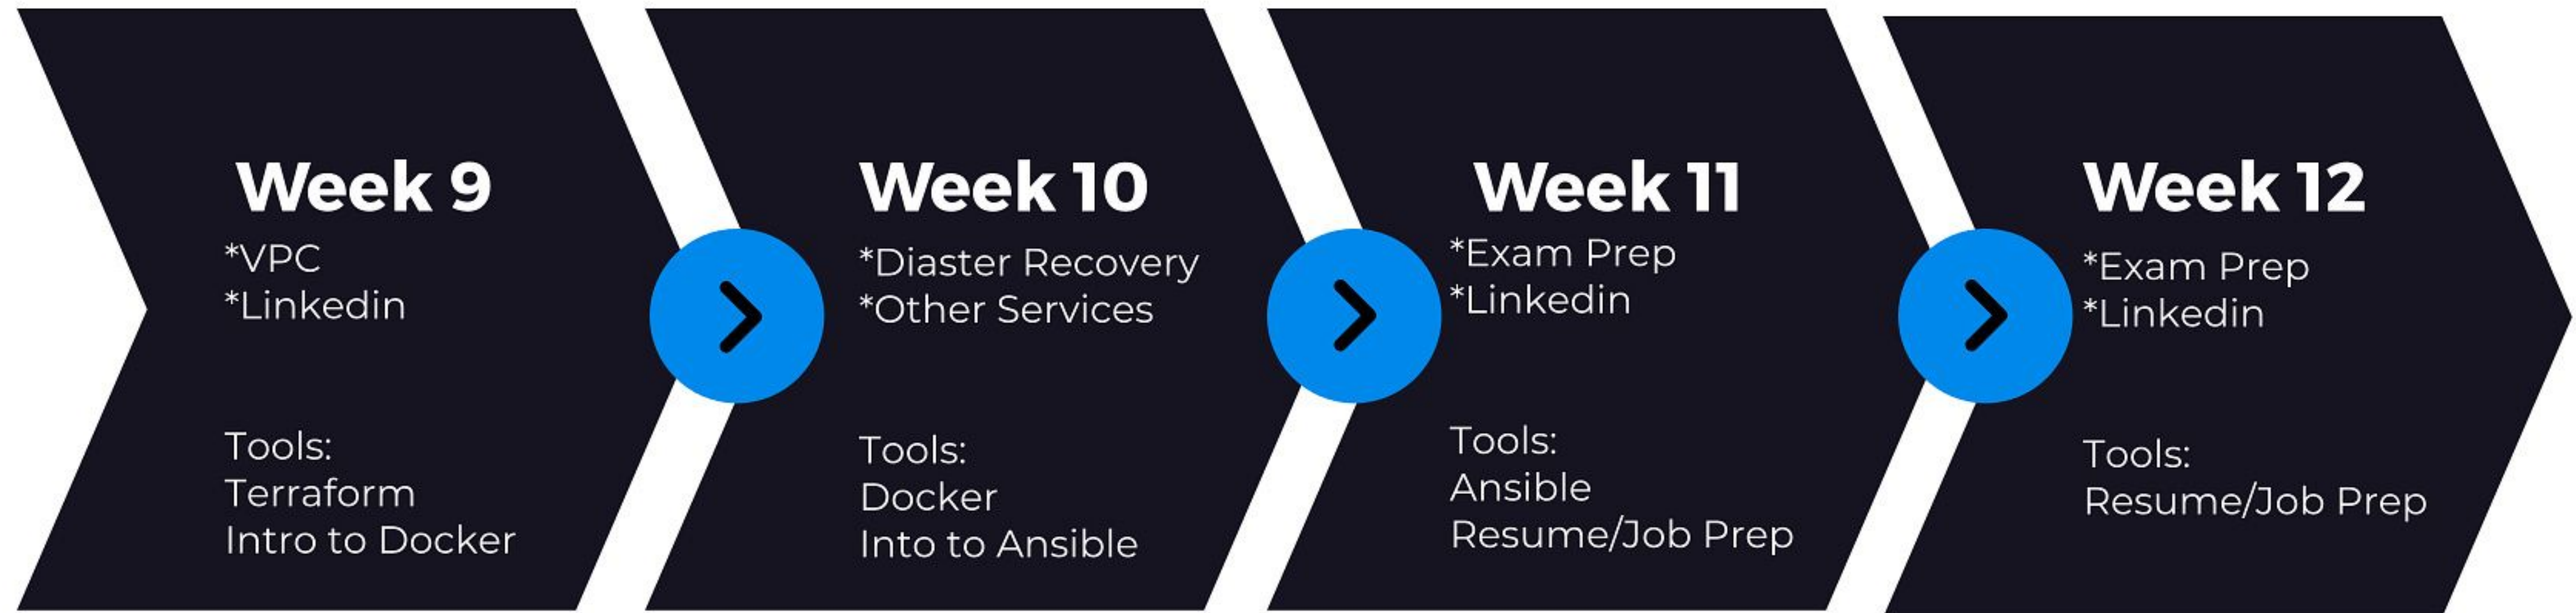 Week 9
*VPC
*Linkedin
Tools:
Terraform
Intro to Docker
Week 10
*Diaster Recovery
*Other Services
Tools:
Docker
Into to Ansible
Week 11
*Exam Prep
*Linkedin
Tools:
Ansible
Resume/Job Prep
Week 12
*Exam Prep
*Linkedin
Tools:
Resume/Job Prep